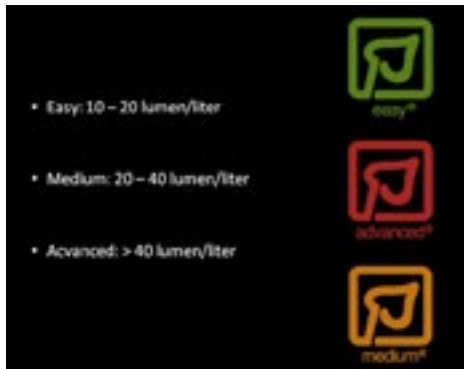 • Easy: 10 – 20 lumen/liter
easy®
• Medium: 20 – 40 lumen/liter
advanced®
• Acvanced: > 40 lumen/liter
medium®